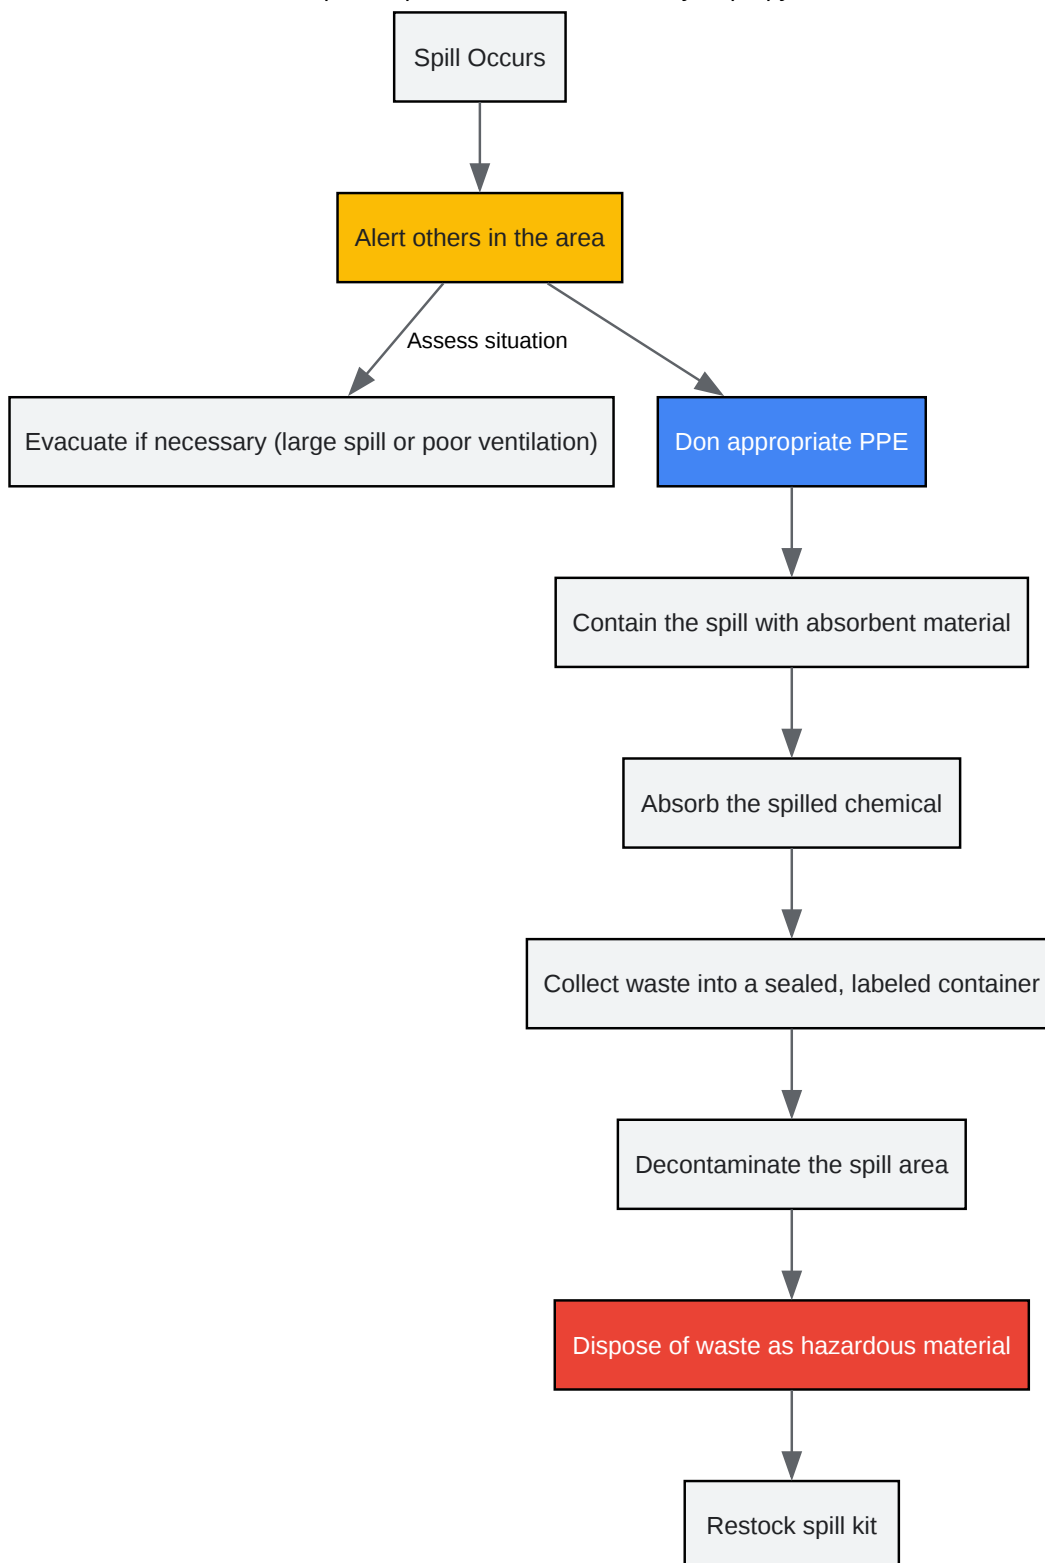 Spill Occurs
Alert others in the area
Assess situation
Evacuate if necessary (large spill or poor ventilation)
Don appropriate PPE
Contain the spill with absorbent material
Absorb the spilled chemical
Collect waste into a sealed, labeled container
Decontaminate the spill area
Dispose of waste as hazardous material
Restock spill kit